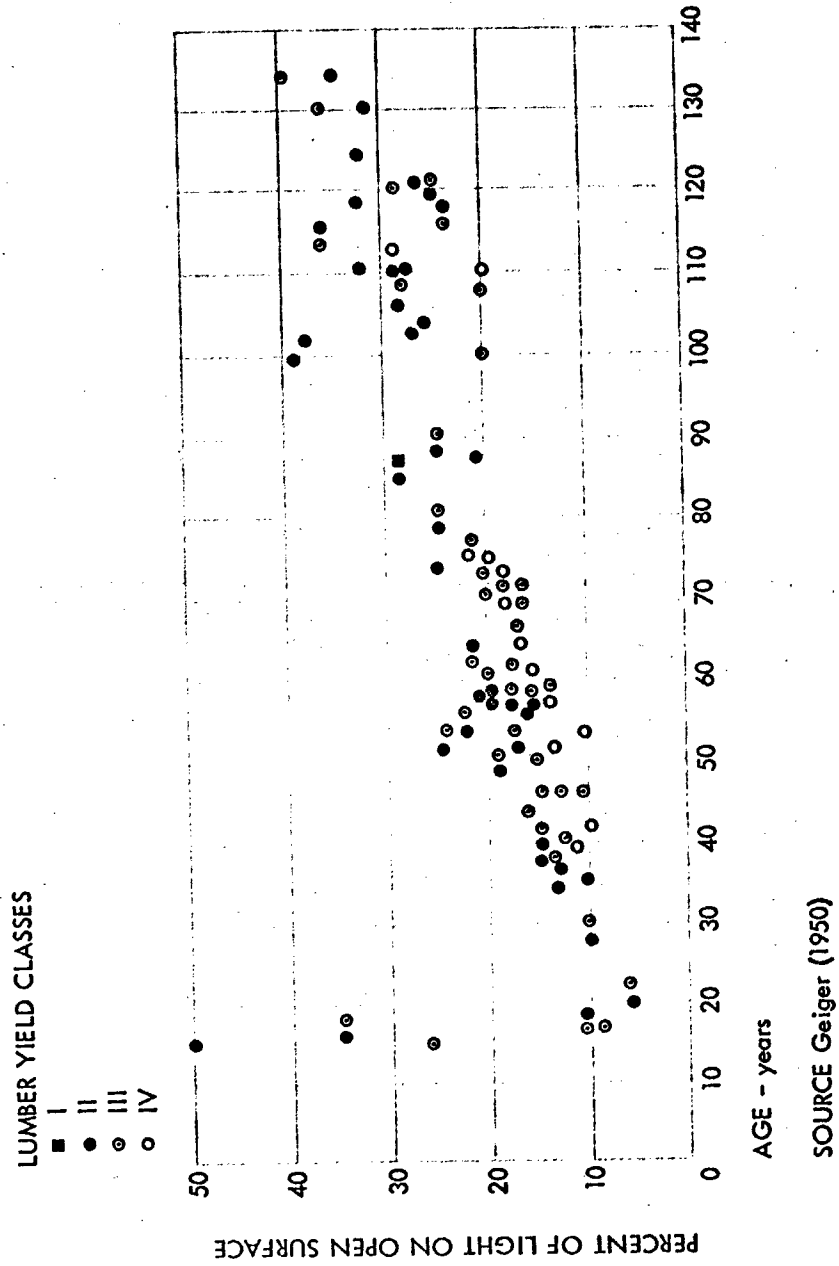 LUMBER YIELD CLASSES
I
II
III
IV
PERCENT OF LIGHT ON OPEN SURFACE
50
40
30
20
10
0
10
20
30
40
50
60
70
80
90
100
110
120
130
140
AGE - years
SOURCE Geiger (1950)